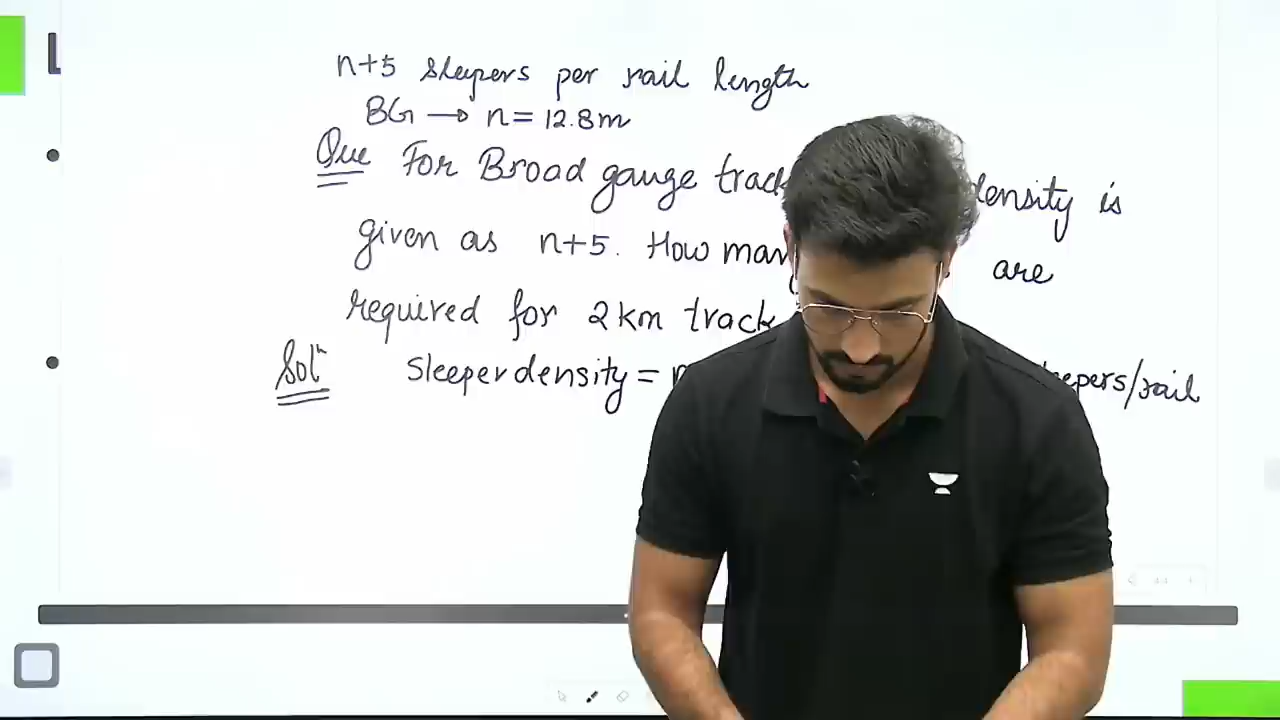 n+5 sleepers per rail length
BG → n = 12.8m
Que For Broad gauge track density is
given as n+5. How many are
required for 2km track
Solⁿ Sleeper density = sleepers/rail